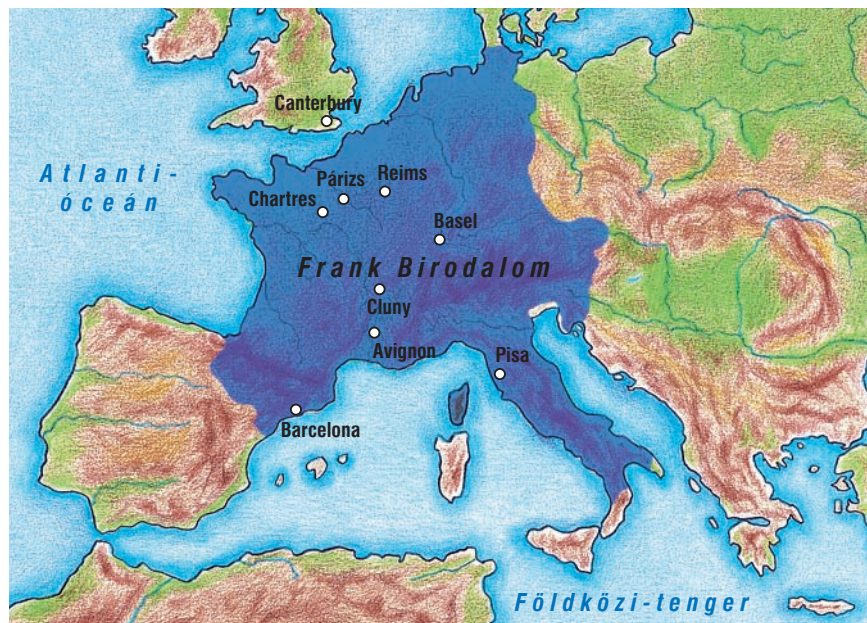 Canterbury
Atlanti-
óceán
Párizs
Reims
Chartres
Basel
Frank Birodalom
Cluny
Avignon
Pisa
Barcelona
Földközi-tenger